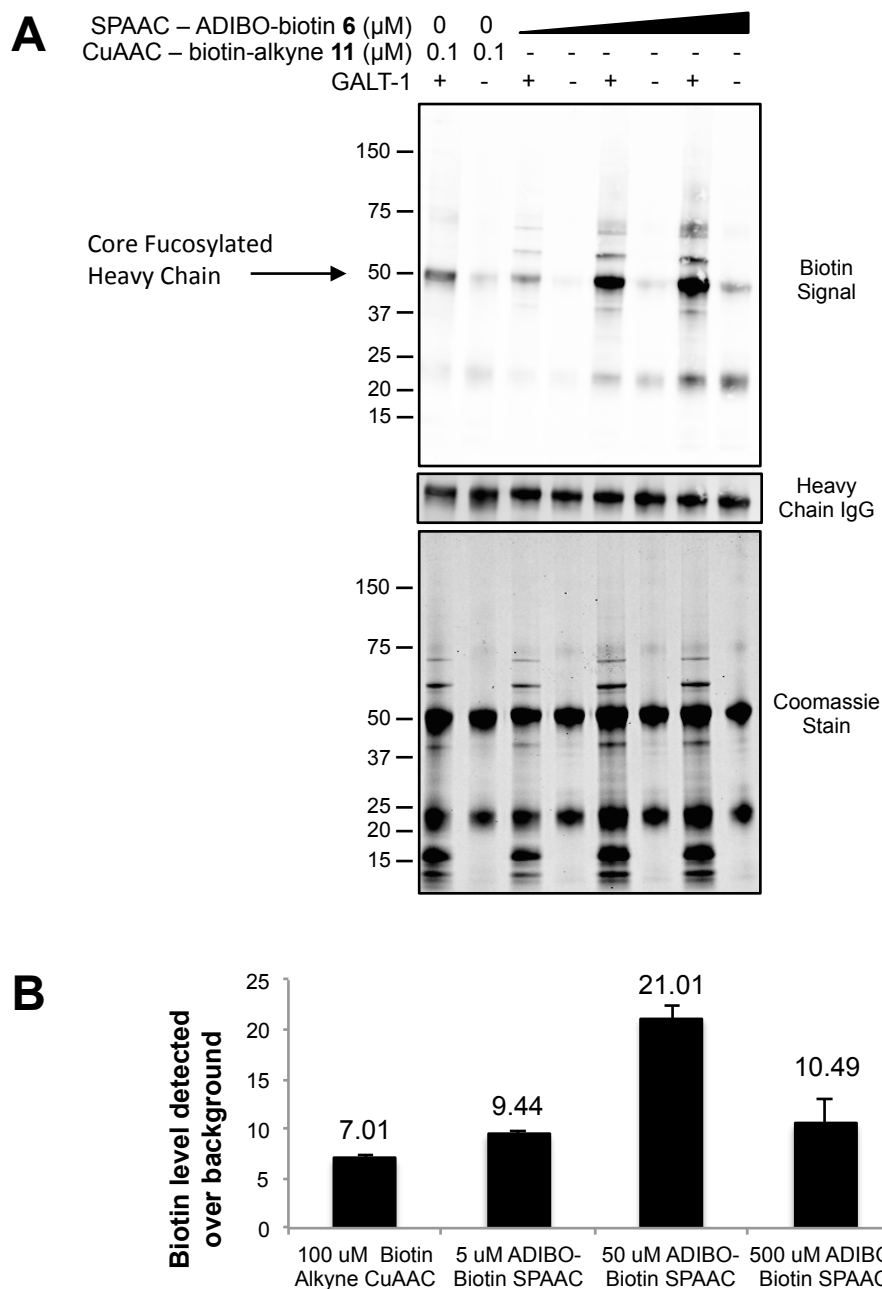 A
SPAAC – ADIBO-biotin 6 (µM) 0 0
CuAAC – biotin-alkyne 11 (µM) 0.1 0.1 - - - - - -
GALT-1 + - + - + - + -
150
75
50
37
25
20
15
Core Fucosylated
Heavy Chain
Biotin
Signal
Heavy
Chain IgG
150
75
50
37
25
20
15
Coomassie
Stain
B
Biotin level detected
over background
25
20
15
10
5
0
7.01
9.44
21.01
10.49
100 uM Biotin
Alkyne CuAAC
5 uM ADIBO-
Biotin SPAAC
50 uM ADIBO-
Biotin SPAAC
500 uM ADIBO
Biotin SPAAC